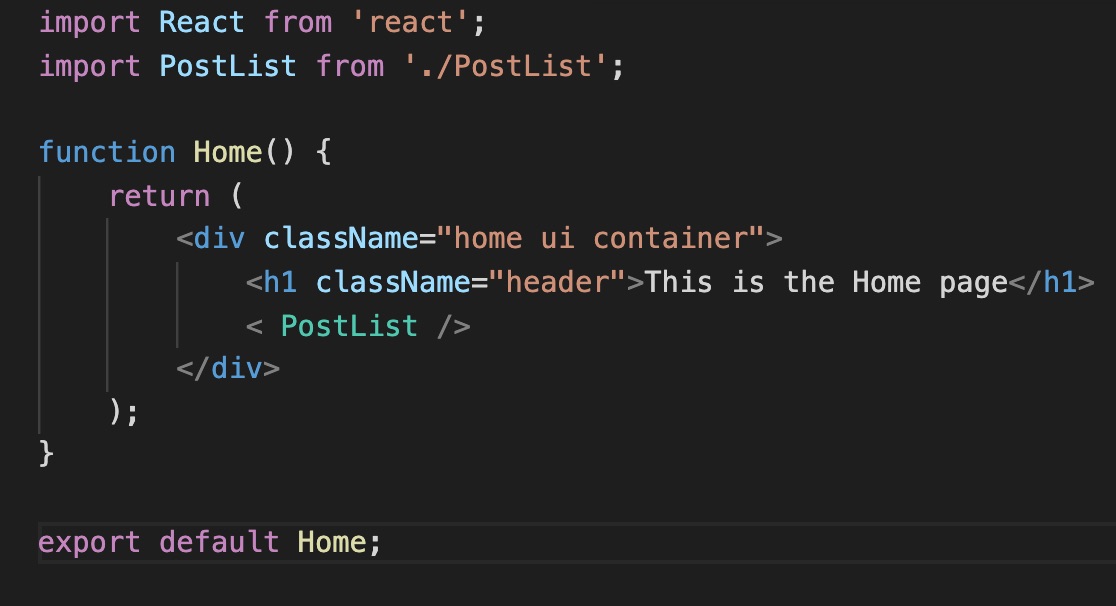 import React from 'react';
import PostList from './PostList';

function Home() {
    return (
        <div className="home ui container">
            <h1 className="header">This is the Home page</h1>
            < PostList />
        </div>
    );
}

export default Home;